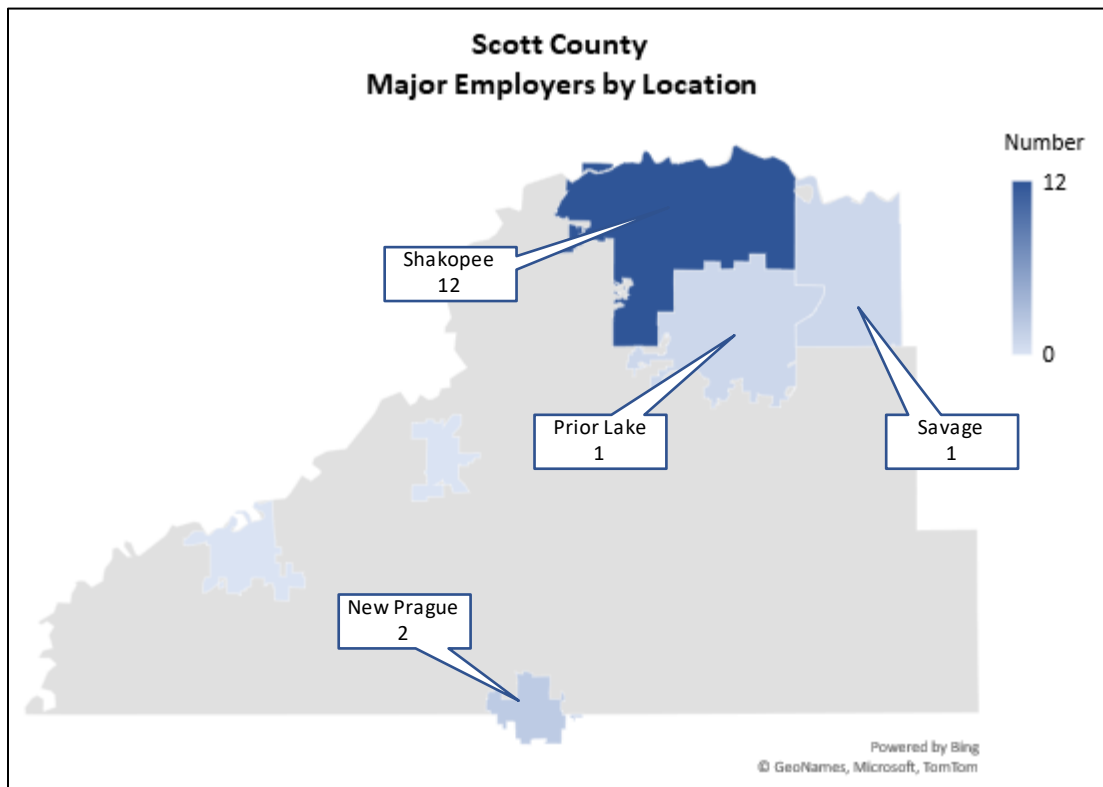 Scott County
Major Employers by Location
Number
12
0
Shakopee
12
Prior Lake
1
Savage
1
New Prague
2
Powered by Bing
© GeoNames, Microsoft, TomTom